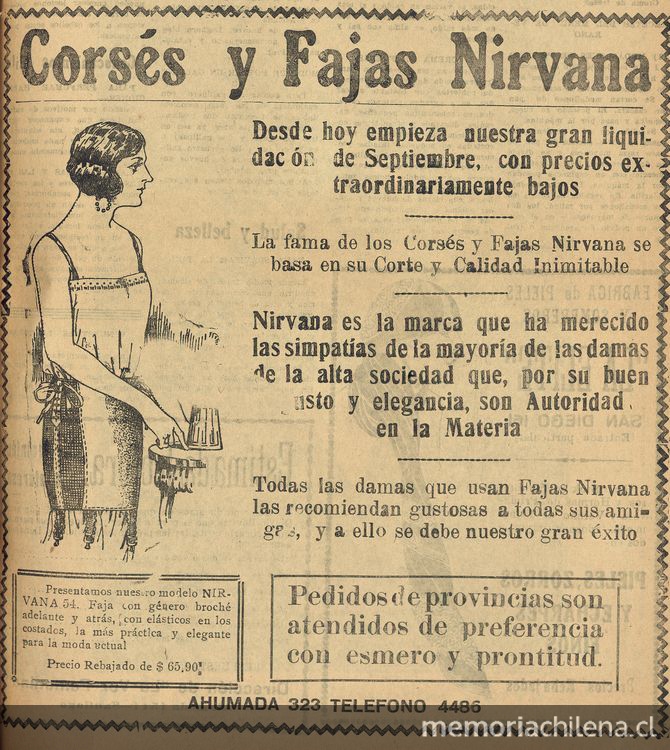 Corsés y Fajas Nirvana
Desde hoy empieza nuestra gran liqui-
dac ón de Septiembre, con precios ex-
traordinariamente bajos
La fama de los Corsés y Fajas Nirvana se
basa en su Corte y Calidad Inimitable
Nirvana es la marca que ha merecido
las simpatías de la mayoría de las damas
de la alta sociedad que, por su buen
usto y elegancia, son Autoridad
en la Materia
Todas las damas que usan Fajas Nirvana
las recomiendan gustosas a todas sus ami-
gas, y a ello se debe nuestro gran éxito
Presentamos nuestro modelo NIR-
VANA 54. Faja con género broché
adelante y atrás, con elásticos en los
costados, la más práctica y elegante
para la moda actual
Precio Rebajado de $ 65,90
Pedidos de provincias son
atendidos de preferencia
con esmero y prontitud.
AHUMADA 323 TELEFONO 4486
memoriachilena.cl